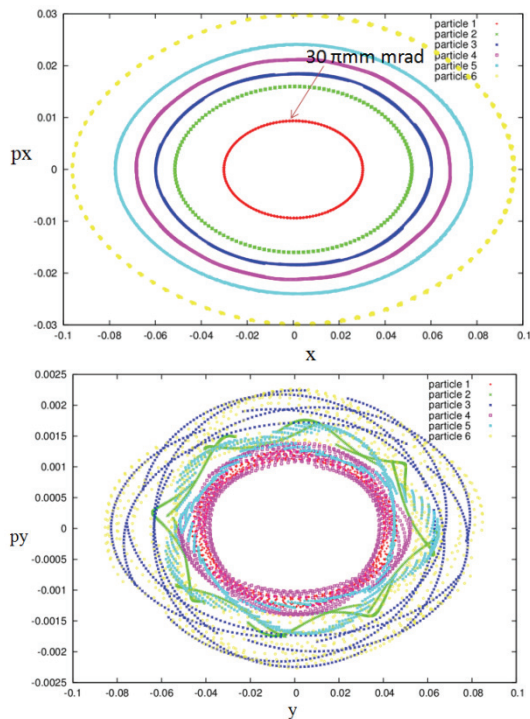 0.03
0.02
0.01
0
-0.01
-0.02
0.03
px
30 πmm mrad
particle 1
particle 2
particle 3
particle 4
particle 5
particle 6
-0.1 -0.08 -0.06 -0.04 -0.02 0 0.02 0.04 0.06 0.08 0.1
x
0.0025
0.002
0.0015
0.001
0.0005
0
-0.0005
-0.001
-0.0015
-0.002
-0.0025
py
particle 1
particle 2
particle 3
particle 4
particle 5
particle 6
-0.1 -0.08 -0.06 -0.04 -0.02 0 0.02 0.04 0.06 0.08 0.1
y